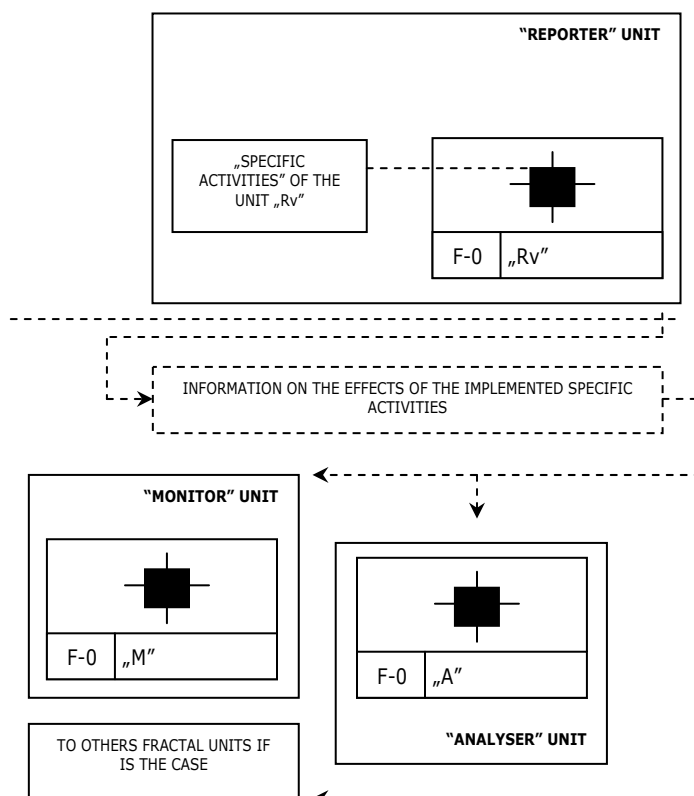 “REPORTER” UNIT
„SPECIFIC
ACTIVITIES” OF THE
UNIT „Rv”
F-0 „Rv”
INFORMATION ON THE EFFECTS OF THE IMPLEMENTED SPECIFIC
ACTIVITIES
“MONITOR” UNIT
F-0 „M”
F-0 „A”
“ANALYSER” UNIT
TO OTHERS FRACTAL UNITS IF
IS THE CASE